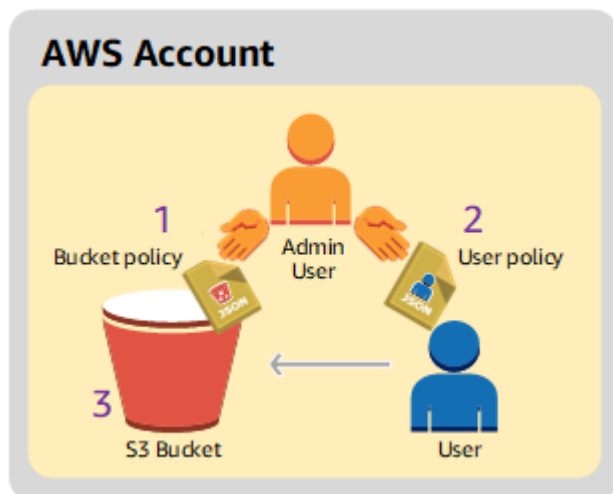 AWS Account
1
2
Admin
User
Bucket policy
User policy
JSON
JSON
3
S3 Bucket
User